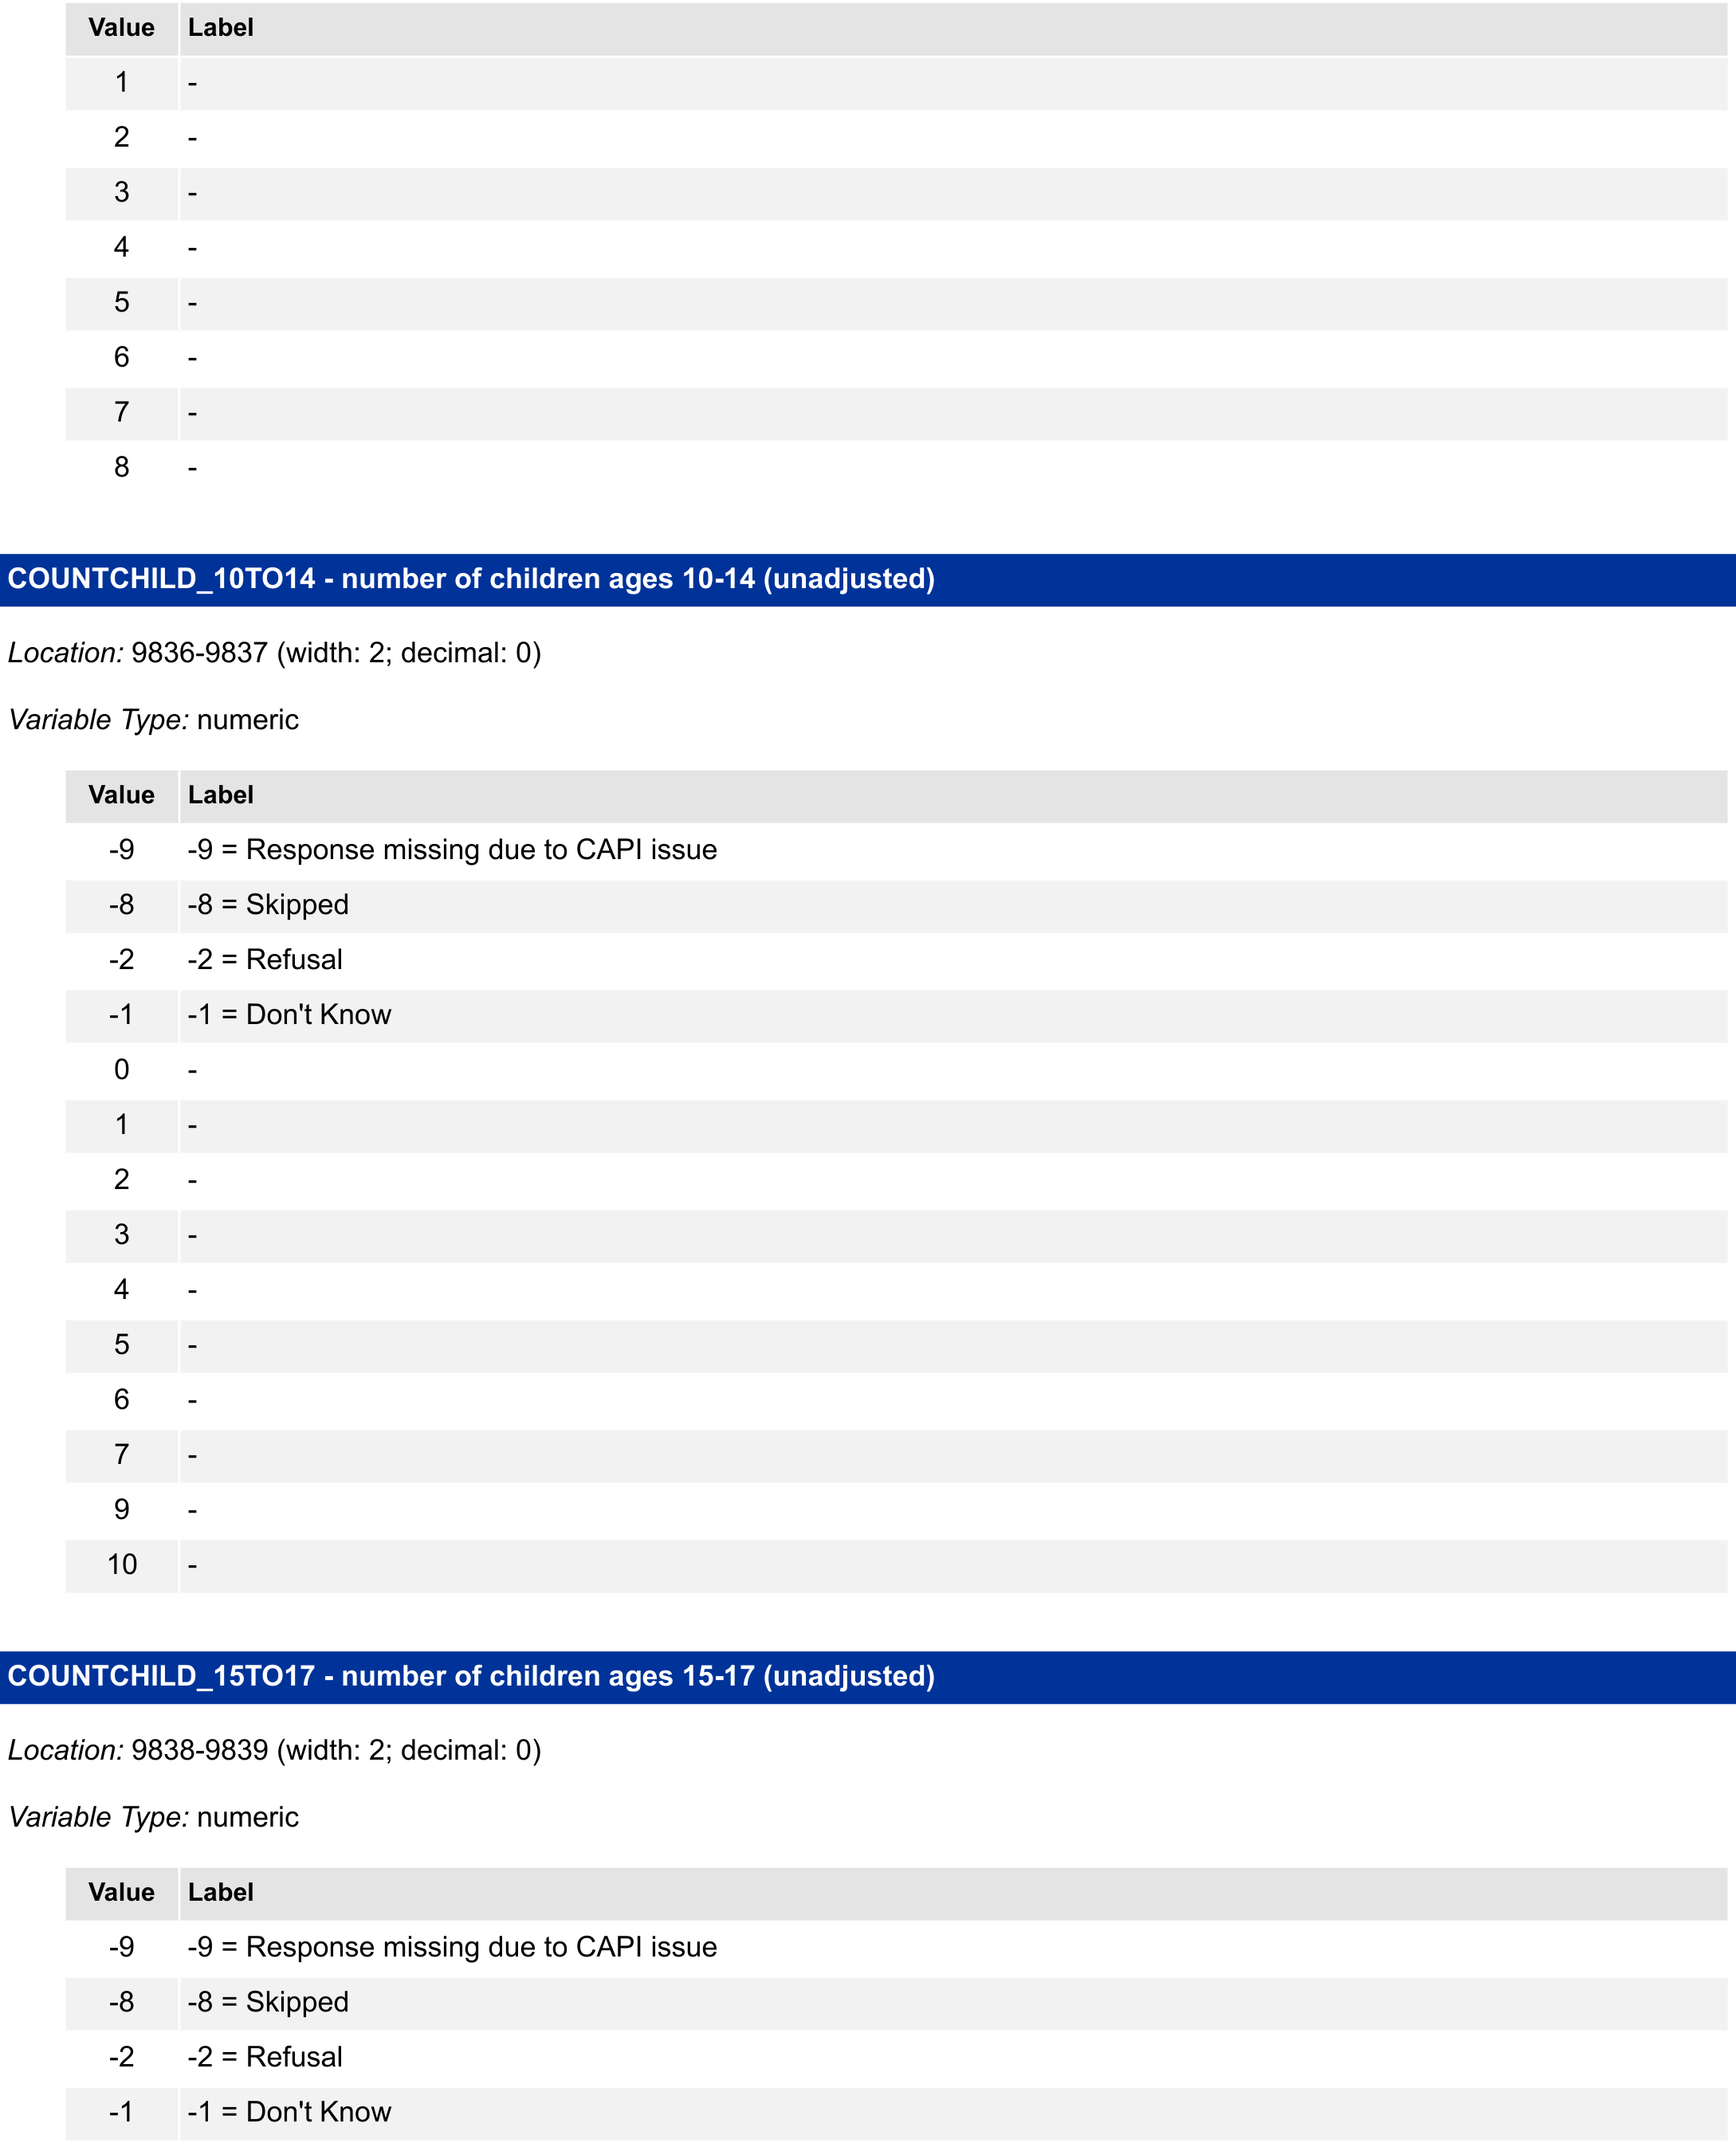 Value Label
1 -
2 -
3 -
4 -
5 -
6 -
7 -
8 -
COUNTCHILD_10TO14 - number of children ages 10-14 (unadjusted)
Location: 9836-9837 (width: 2; decimal: 0)
Variable Type: numeric
Value Label
-9 -9 = Response missing due to CAPI issue
-8 -8 = Skipped
-2 -2 = Refusal
-1 -1 = Don't Know
0 -
1 -
2 -
3 -
4 -
5 -
6 -
7 -
9 -
10 -
COUNTCHILD_15TO17 - number of children ages 15-17 (unadjusted)
Location: 9838-9839 (width: 2; decimal: 0)
Variable Type: numeric
Value Label
-9 -9 = Response missing due to CAPI issue
-8 -8 = Skipped
-2 -2 = Refusal
-1 -1 = Don't Know